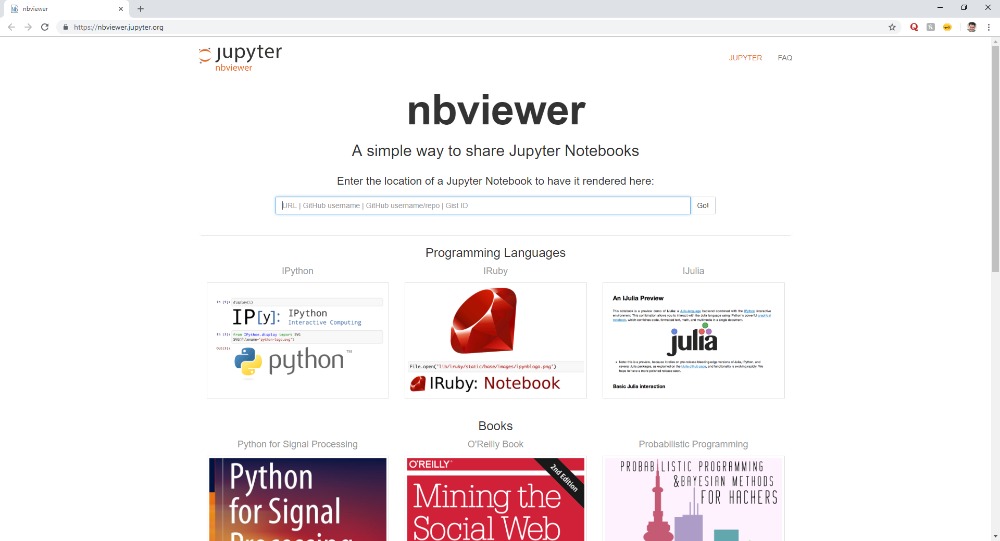 nbviewer
https://nbviewer.jupyter.org
jupyter
nbviewer
JUPYTER FAQ
nbviewer
A simple way to share Jupyter Notebooks
Enter the location of a Jupyter Notebook to have it rendered here:
URL | GitHub username | GitHub username/repo | Gist ID
Go!
Programming Languages
IPython
IRuby
IJulia
In [9]: display(i)
IP[y]: IPython
Interactive Computing
In [3]: from IPython.display import SVG
SVG(filename='python-logo.svg')
Out[3]:
python™
File.open('lib/iruby/static/base/images/ipynblogo.png')
IRuby: Notebook
An IJulia Preview
This notebook is a preview demo of IJulia: a Julia-language backend combined with the IPython interactive
environment. This combination allows you to interact with the Julia language using IPython's powerful graphical
notebook, which combines code, formatted text, math, and multimedia in a single document.
julia
• Note: this is a preview, because it relies on pre-release bleeding-edge versions of Julia, IPython, and
several Julia packages, as explained on the IJulia github page, and functionality is evolving rapidly. We
hope to have a more polished release soon.
Basic Julia interaction
Books
Python for Signal Processing
O'Reilly Book
Probabilistic Programming
Python
for Signal
Processing
O'REILLY®
2nd Edition
Mining the
Social Web
PROBABILISTIC PROGRAMMING
&BAYESIAN METHODS
FOR HACKERS